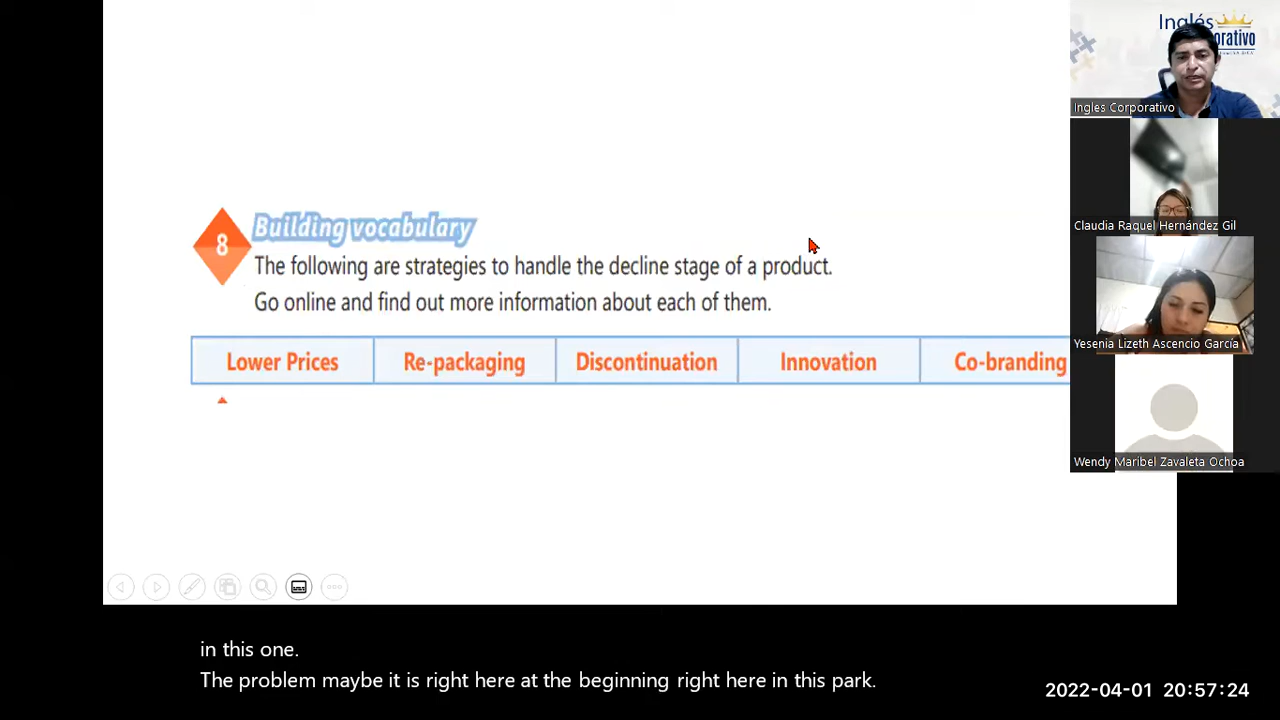 Inglés
orativo
Ingles Corporativo
Claudia Raquel Hernández Gil
Yesenia Lizeth Ascencio García
Wendy Maribel Zavaleta Ochoa
8
Building vocabulary
The following are strategies to handle the decline stage of a product.
Go online and find out more information about each of them.
Lower Prices Re-packaging Discontinuation Innovation Co-branding
in this one.
The problem maybe it is right here at the beginning right here in this park.
2022-04-01 20:57:24